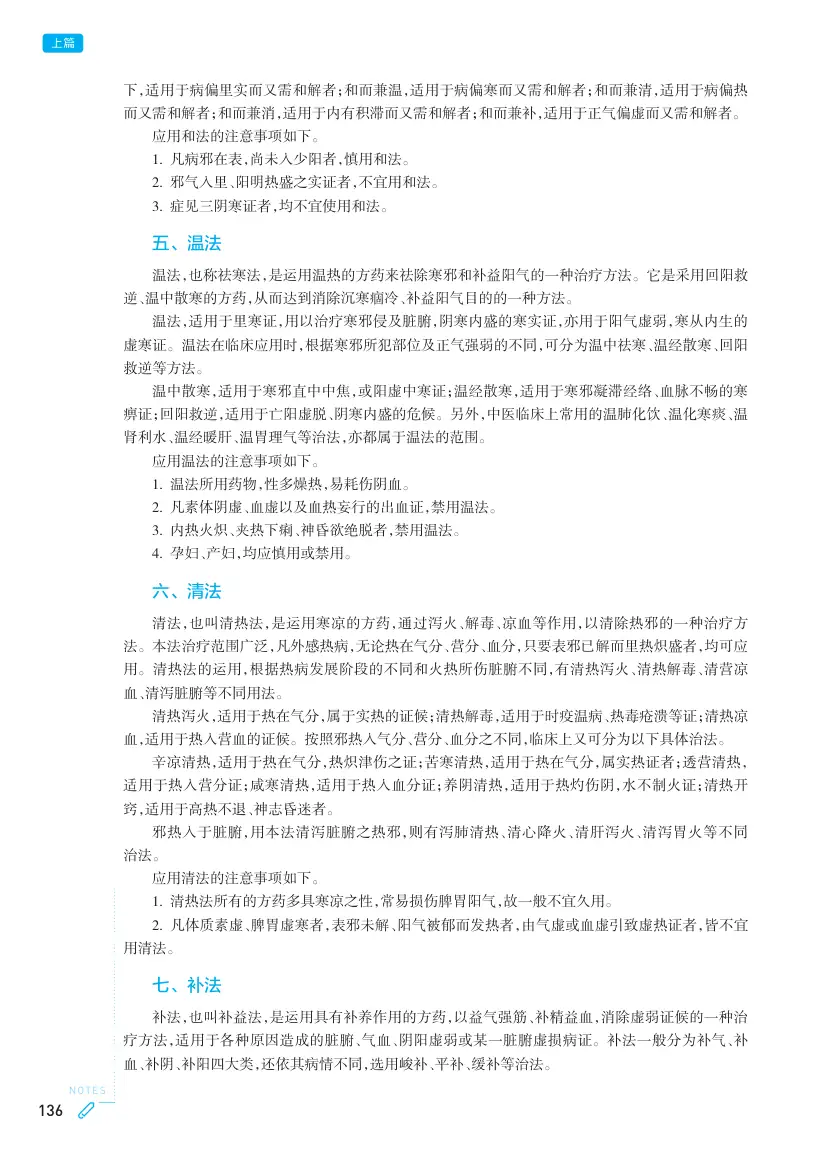 上篇
下,适用于病偏里实而又需和解者;和而兼温,适用于病偏寒而又需和解者;和而兼清,适用于病偏热
而又需和解者;和而兼消,适用于内有积滞而又需和解者;和而兼补,适用于正气偏虚而又需和解者。
应用和法的注意事项如下。
1. 凡病邪在表,尚未入少阳者,慎用和法。
2. 邪气入里、阳明热盛之实证者,不宜用和法。
3. 症见三阴寒证者,均不宜使用和法。
五、温法
温法,也称祛寒法,是运用温热的方药来祛除寒邪和补益阳气的一种治疗方法。它是采用回阳救
逆、温中散寒的方药,从而达到消除沉寒痼冷、补益阳气目的的一种方法。
温法,适用于里寒证,用以治疗寒邪侵及脏腑,阴寒内盛的寒实证,亦用于阳气虚弱,寒从内生的
虚寒证。温法在临床应用时,根据寒邪所犯部位及正气强弱的不同,可分为温中祛寒、温经散寒、回阳
救逆等方法。
温中散寒,适用于寒邪直中中焦,或阳虚中寒证;温经散寒,适用于寒邪凝滞经络、血脉不畅的寒
痹证;回阳救逆,适用于亡阳虚脱、阴寒内盛的危候。另外,中医临床上常用的温肺化饮、温化寒痰、温
肾利水、温经暖肝、温胃理气等治法,亦都属于温法的范围。
应用温法的注意事项如下。
1. 温法所用药物,性多燥热,易耗伤阴血。
2. 凡素体阴虚、血虚以及血热妄行的出血证,禁用温法。
3. 内热火炽、夹热下痢、神昏欲绝脱者,禁用温法。
4. 孕妇、产妇,均应慎用或禁用。
六、清法
清法,也叫清热法,是运用寒凉的方药,通过泻火、解毒、凉血等作用,以清除热邪的一种治疗方
法。本法治疗范围广泛,凡外感热病,无论热在气分、营分、血分,只要表邪已解而里热炽盛者,均可应
用。清热法的运用,根据热病发展阶段的不同和火热所伤脏腑不同,有清热泻火、清热解毒、清营凉
血、清泻脏腑等不同用法。
清热泻火,适用于热在气分,属于实热的证候;清热解毒,适用于时疫温病、热毒疮溃等证;清热凉
血,适用于热入营血的证候。按照邪热入气分、营分、血分之不同,临床上又可分为以下具体治法。
辛凉清热,适用于热在气分,热炽津伤之证;苦寒清热,适用于热在气分,属实热证者;透营清热,
适用于热入营分证;咸寒清热,适用于热入血分证;养阴清热,适用于热灼伤阴,水不制火证;清热开
窍,适用于高热不退、神志昏迷者。
邪热入于脏腑,用本法清泻脏腑之热邪,则有泻肺清热、清心降火、清肝泻火、清泻胃火等不同
治法。
应用清法的注意事项如下。
1. 清热法所有的方药多具寒凉之性,常易损伤脾胃阳气,故一般不宜久用。
2. 凡体质素虚、脾胃虚寒者,表邪未解、阳气被郁而发热者,由气虚或血虚引致虚热证者,皆不宜
用清法。
七、补法
补法,也叫补益法,是运用具有补养作用的方药,以益气强筋、补精益血,消除虚弱证候的一种治
疗方法,适用于各种原因造成的脏腑、气血、阴阳虚弱或某一脏腑虚损病证。补法一般分为补气、补
血、补阴、补阳四大类,还依其病情不同,选用峻补、平补、缓补等治法。
NOTES
136